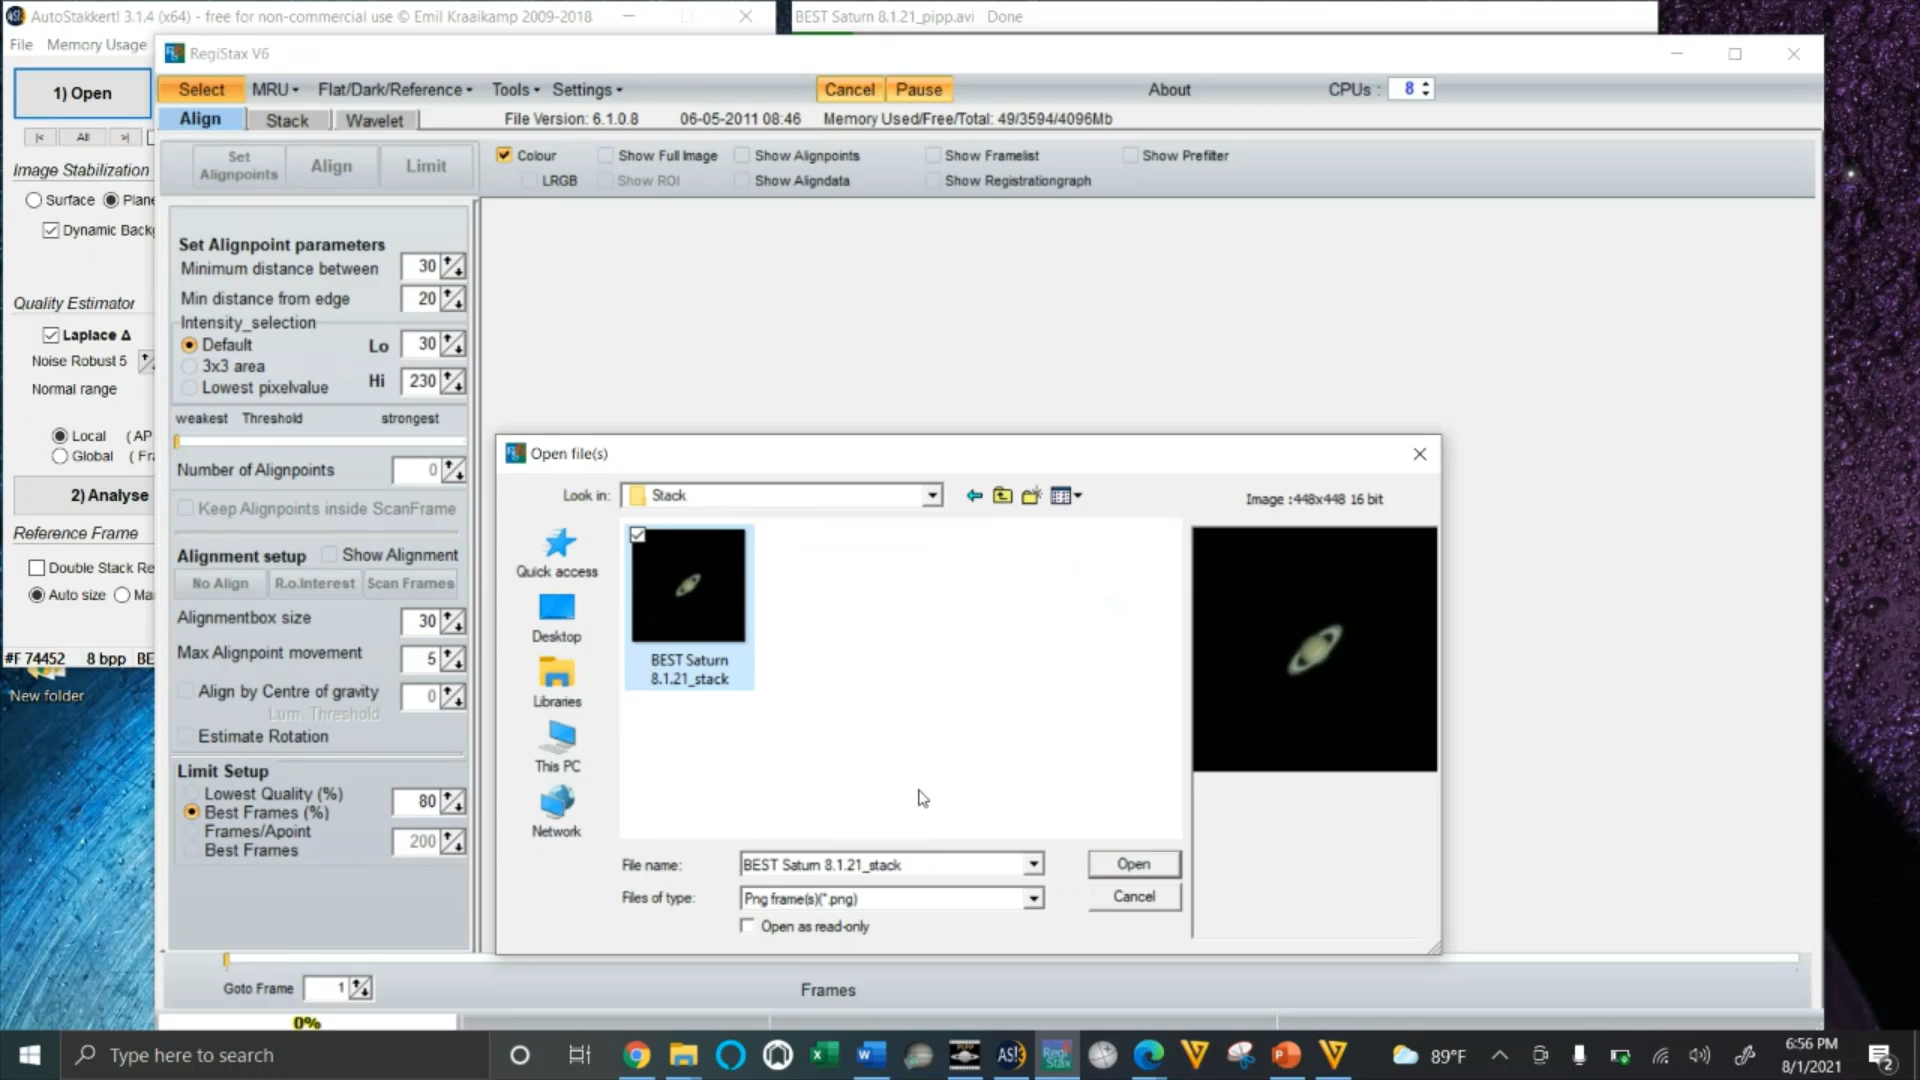 AutoStakkert! 3.1.4 (x64) - free for non-commercial use © Emil Kraaikamp 2009-2018
BEST Saturn 8.1.21_pipp.avi Done
File Memory Usage
RegiStax V6
1) Open
Select MRU Flat/Dark/Reference Tools Settings Cancel Pause About CPUs : 8
Align Stack Wavelet File Version: 6.1.0.8 06-05-2011 08:46 Memory Used/Free/Total: 49/3594/4096Mb
|< All >|
Set Alignpoints Align Limit
Colour Show Full Image Show Alignpoints Show Framelist Show Prefilter
LRGB Show ROI Show Aligndata Show Registrationgraph
Image Stabilization
Surface Plane
Dynamic Backg
Quality Estimator
Laplace Δ
Noise Robust 5
Normal range
Local (AP
Global (Fra
2) Analyse
Reference Frame
Double Stack Re
Auto size Ma
#F 74452 8 bpp BE
New folder
Set Alignpoint parameters
Minimum distance between 30
Min distance from edge 20
Intensity_selection
Default Lo 30
3x3 area
Lowest pixelvalue Hi 230
weakest Threshold strongest
Number of Alignpoints 0
Keep Alignpoints inside ScanFrame
Alignment setup Show Alignment
No Align R.o.Interest Scan Frames
Alignmentbox size 30
Max Alignpoint movement 5
Align by Centre of gravity 0
Lum. Threshold
Estimate Rotation
Limit Setup
Lowest Quality (%)
Best Frames (%) 80
Frames/Apoint
Best Frames 200
Open file(s)
Look in: Stack
Image :448x448 16 bit
Quick access
Desktop
Libraries
This PC
Network
BEST Saturn
8.1.21_stack
File name: BEST Saturn 8.1.21_stack Open
Files of type: Png frame(s)(*.png) Cancel
Open as read-only
Goto Frame 1 Frames
0%
Type here to search
PIPP
AS!3
Regi
Stax
89°F
6:56 PM
8/1/2021
2